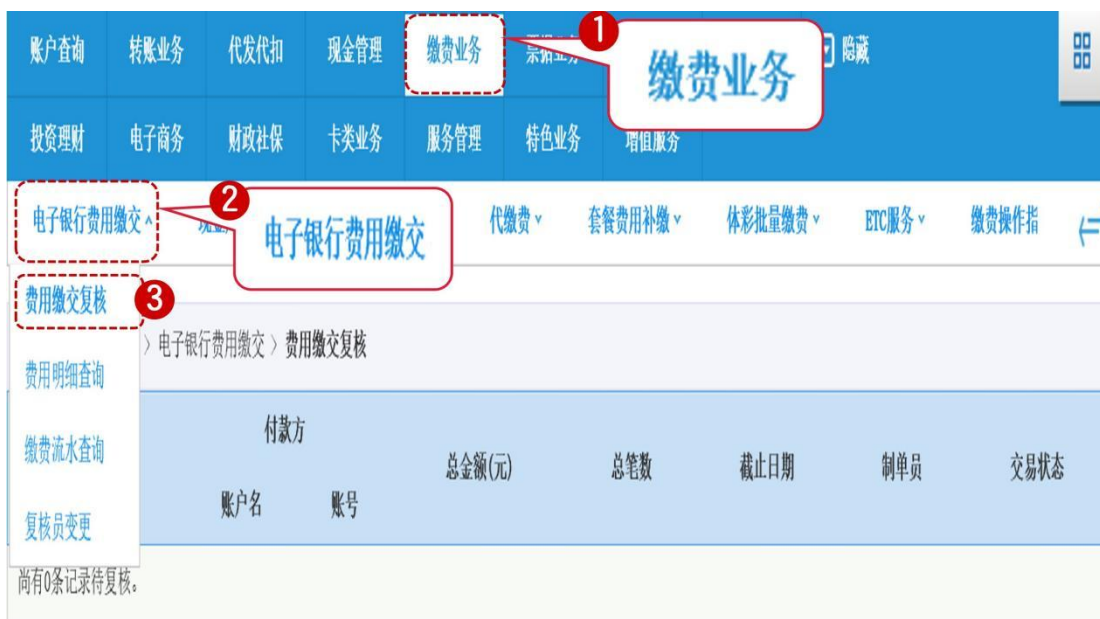 账户查询 转账业务 代发代扣 现金管理 缴费业务 票据业务 1 缴费业务 隐藏
投资理财 电子商务 财政社保 卡类业务 服务管理 特色业务 增值服务
电子银行费用缴交 2 电子银行费用缴交 代缴费 套餐费用补缴 体彩批量缴费 ETC服务 缴费操作指
费用缴交复核 3
> 电子银行费用缴交 > 费用缴交复核
费用明细查询
付款方
缴费流水查询 总金额(元) 总笔数 截止日期 制单员 交易状态
账户名 账号
复核员变更
尚有0条记录待复核。